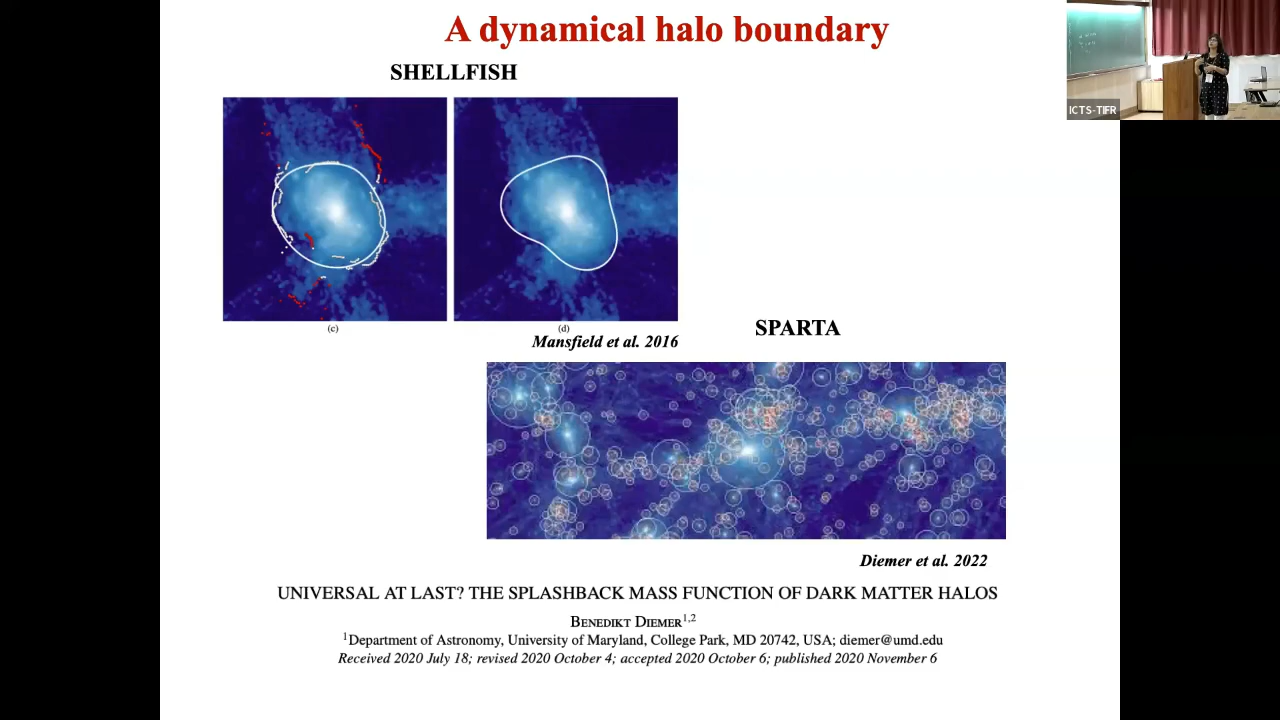 A dynamical halo boundary
SHELLFISH
ICTS-TIFR
(c)
(d)
Mansfield et al. 2016
SPARTA
Diemer et al. 2022
UNIVERSAL AT LAST? THE SPLASHBACK MASS FUNCTION OF DARK MATTER HALOS
BENEDIKT DIEMER1,2
1Department of Astronomy, University of Maryland, College Park, MD 20742, USA; diemer@umd.edu
Received 2020 July 18; revised 2020 October 4; accepted 2020 October 6; published 2020 November 6